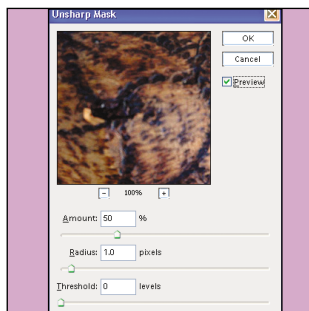 Unsharp Mask
OK
Cancel
Preview
- 100% +
Amount: 50 %
Radius: 1.0 pixels
Threshold: 0 levels